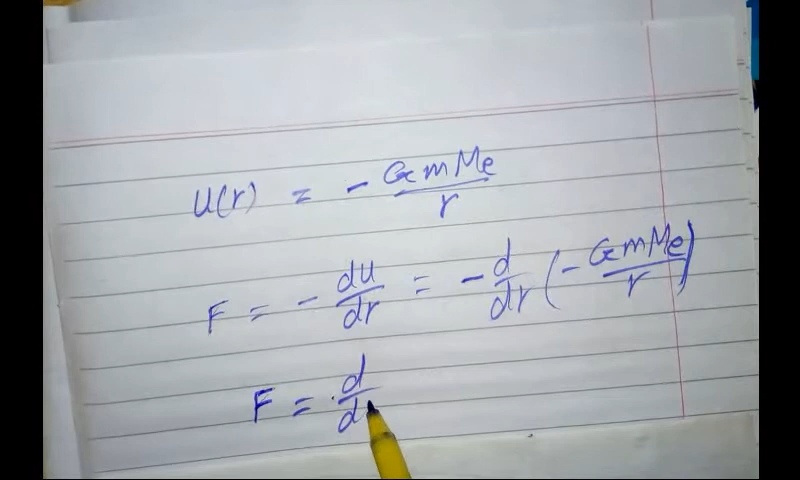 U(r) = - GmMe/r
F = - dU/dr = - d/dr (- GmMe/r)
F = d/d